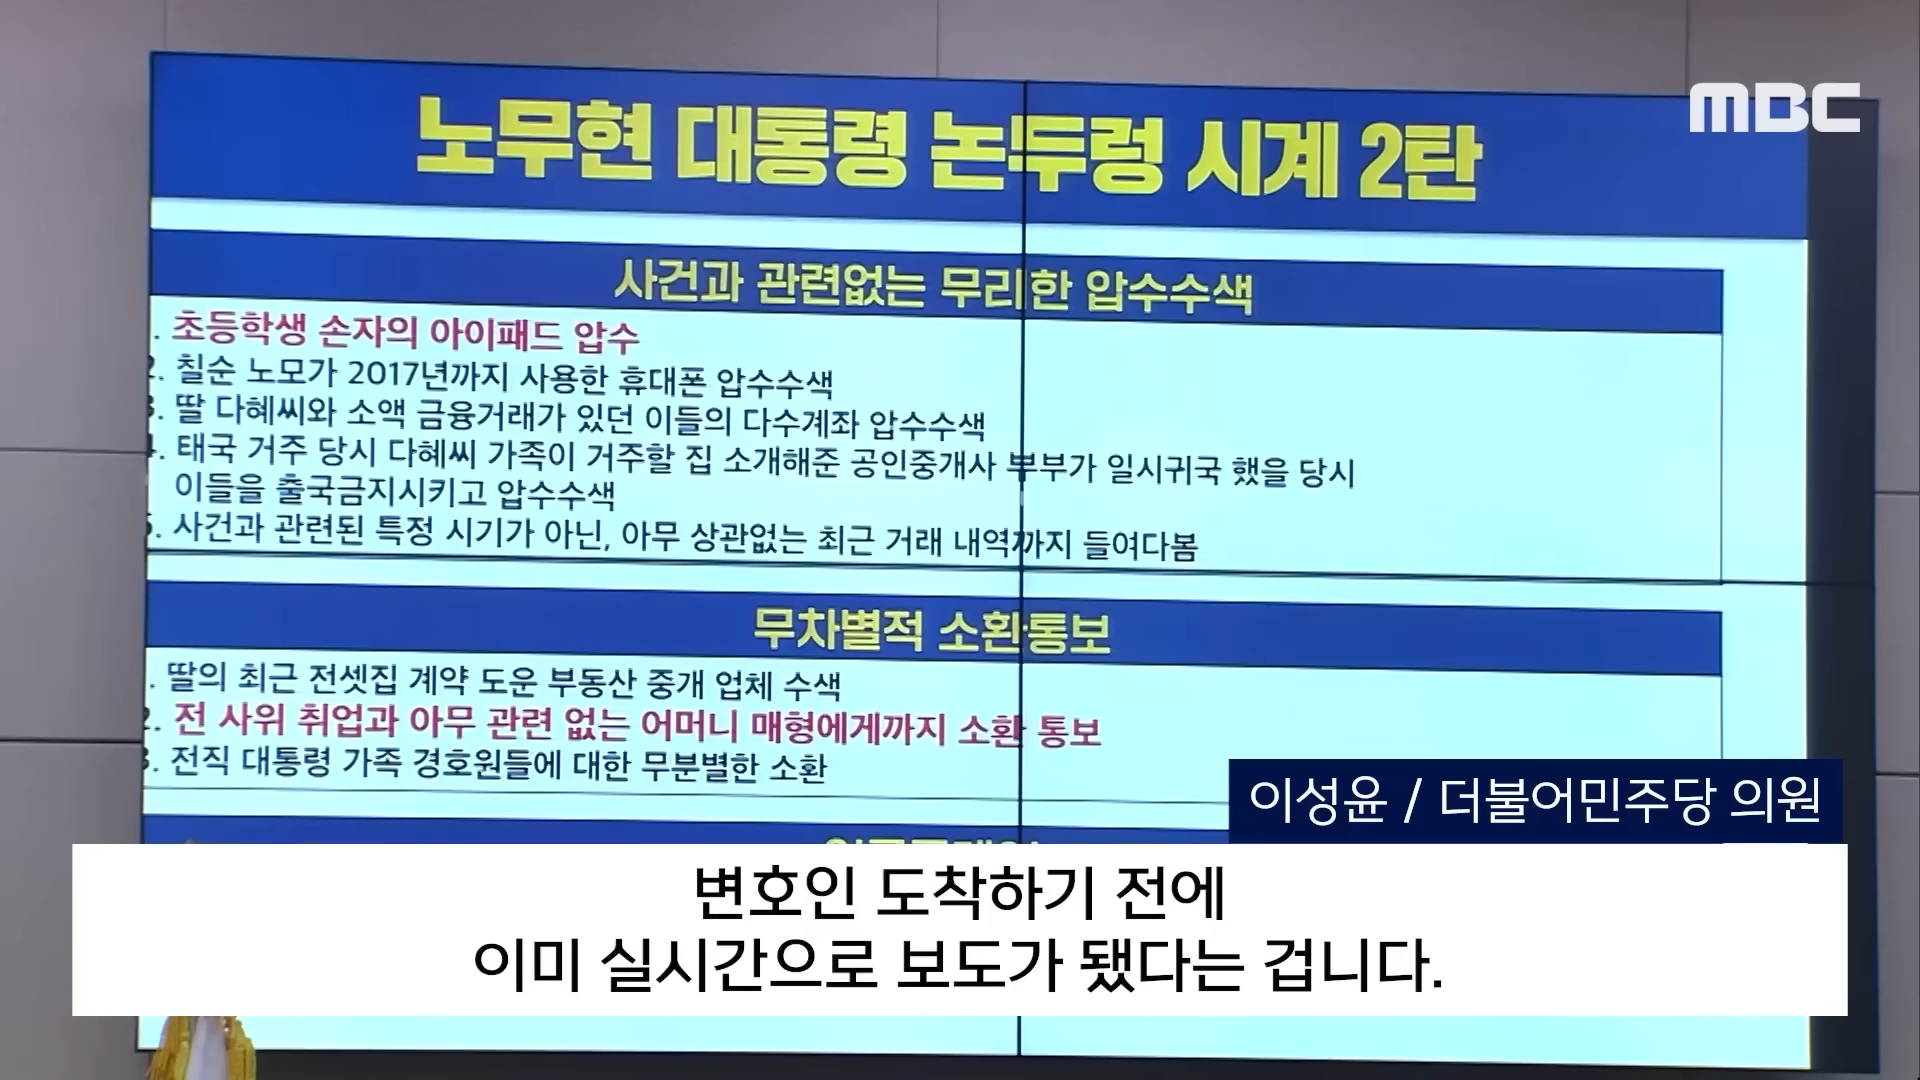 MBC
노무현 대통령 논두렁 시계 2탄
사건과 관련없는 무리한 압수수색
. 초등학생 손자의 아이패드 압수
2. 칠순 노모가 2017년까지 사용한 휴대폰 압수수색
3. 딸 다혜씨와 소액 금융거래가 있던 이들의 다수계좌 압수수색
4. 태국 거주 당시 다혜씨 가족이 거주할 집 소개해준 공인중개사 부부가 일시귀국 했을 당시
이들을 출국금지시키고 압수수색
5. 사건과 관련된 특정 시기가 아닌, 아무 상관없는 최근 거래 내역까지 들여다봄
무차별적 소환통보
. 딸의 최근 전셋집 계약 도운 부동산 중개 업체 수색
2. 전 사위 취업과 아무 관련 없는 어머니 매형에게까지 소환 통보
3. 전직 대통령 가족 경호원들에 대한 무분별한 소환
이성윤 / 더불어민주당 의원
변호인 도착하기 전에
이미 실시간으로 보도가 됐다는 겁니다.